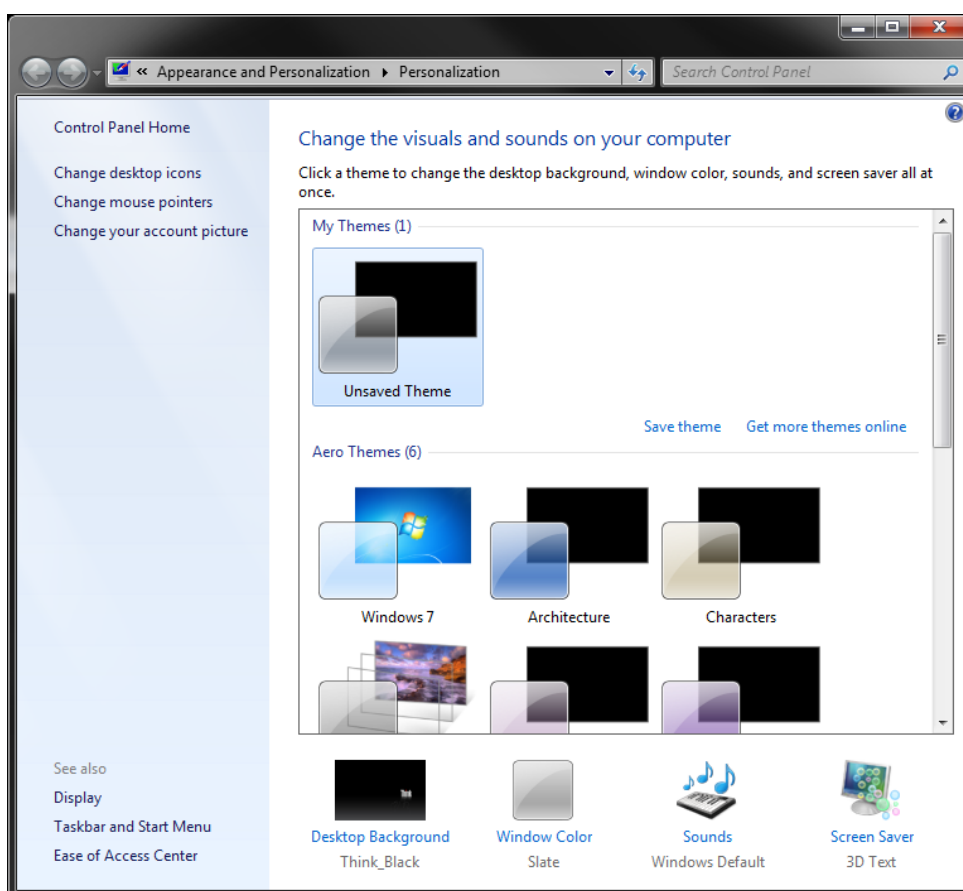 « Appearance and Personalization ▸ Personalization
Search Control Panel
Control Panel Home
Change desktop icons
Change mouse pointers
Change your account picture
Change the visuals and sounds on your computer
Click a theme to change the desktop background, window color, sounds, and screen saver all at
once.
My Themes (1)
Unsaved Theme
Save theme Get more themes online
Aero Themes (6)
Windows 7 Architecture Characters
See also
Display
Taskbar and Start Menu
Ease of Access Center
Think
Desktop Background Window Color Sounds Screen Saver
Think_Black Slate Windows Default 3D Text